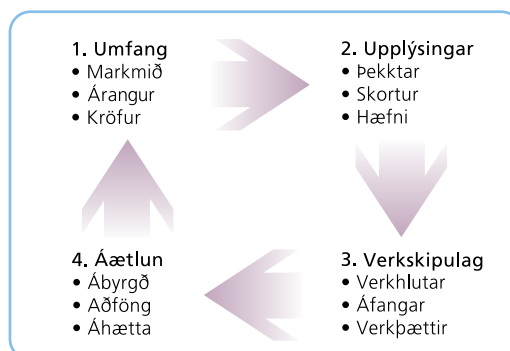 1. Umfang
• Markmið
• Árangur
• Kröfur
2. Upplýsingar
• Þekktar
• Skortur
• Hæfni
3. Verkskipulag
• Verkhlutar
• Áfangar
• Verkþættir
4. Áætlun
• Ábyrgð
• Aðföng
• Áhætta